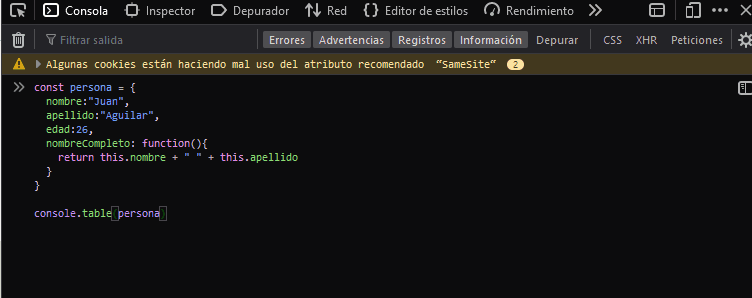 Consola Inspector Depurador Red {} Editor de estilos Rendimiento
Filtrar salida Errores Advertencias Registros Información Depurar CSS XHR Peticiones
Algunas cookies están haciendo mal uso del atributo recomendado “SameSite” 2
const persona = {
nombre:"Juan",
apellido:"Aguilar",
edad:26,
nombreCompleto: function(){
return this.nombre + " " + this.apellido
}
}
console.table(persona)